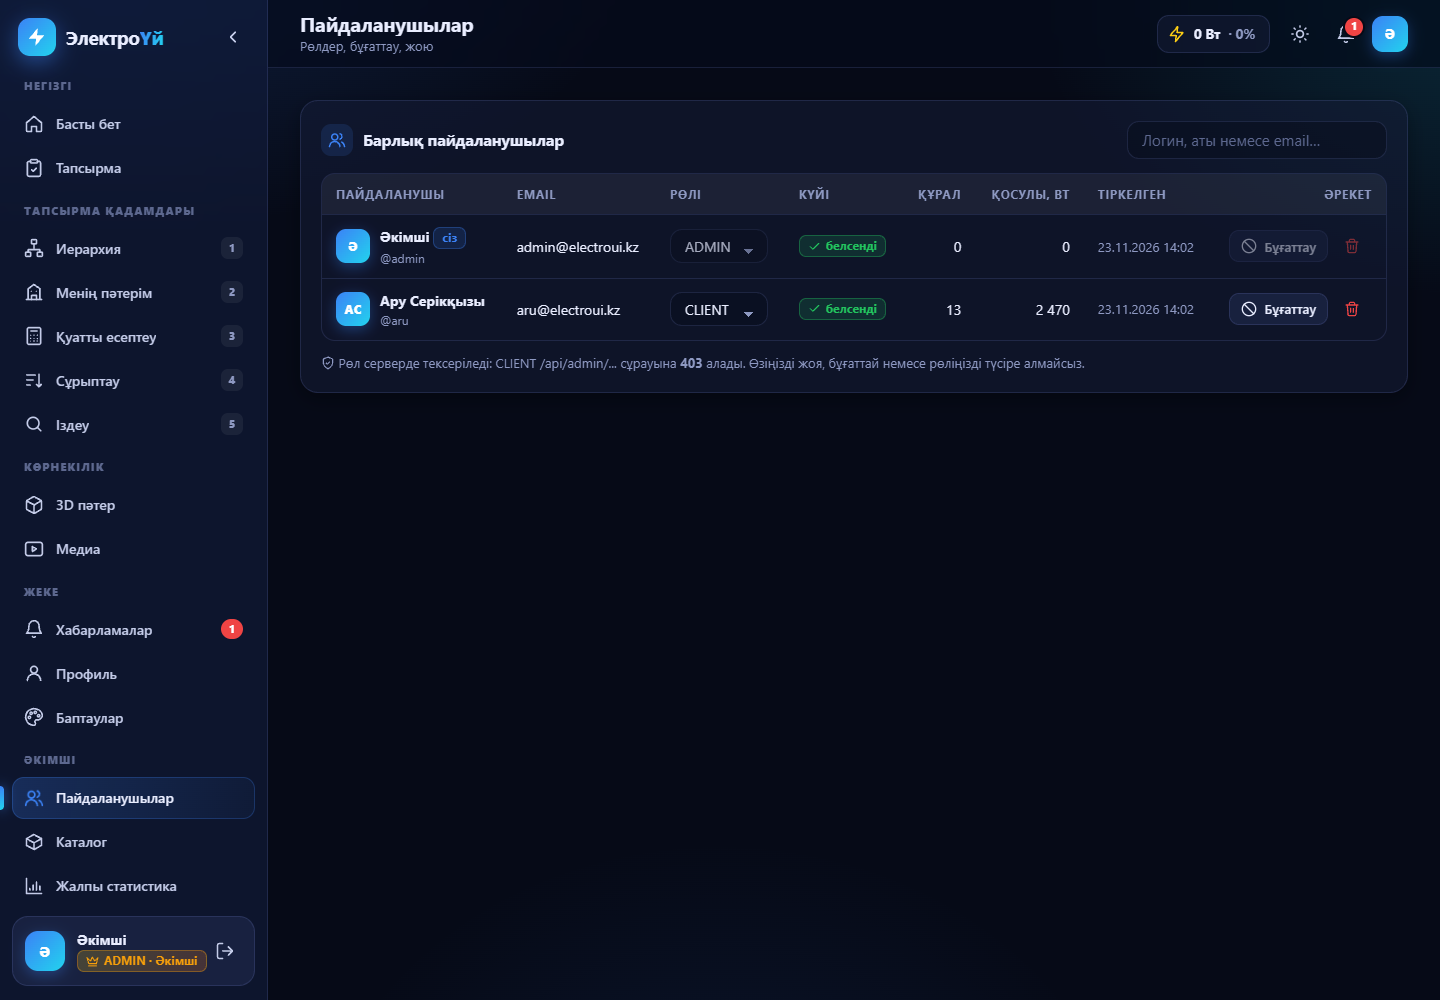 ЭлектроҮй
НЕГІЗГІ
Басты бет
Тапсырма
ТАПСЫРМА ҚАДАМДАРЫ
Иерархия 1
Менің пәтерім 2
Қуатты есептеу 3
Сұрыптау 4
Іздеу 5
КӨРНЕКІЛІК
3D пәтер
Медиа
ЖЕКЕ
Хабарламалар 1
Профиль
Баптаулар
ӘКІМШІ
Пайдаланушылар
Каталог
Жалпы статистика
Ә
Әкімші
ADMIN · Әкімші
Пайдаланушылар
Рөлдер, бұғаттау, жою
0 Вт · 0%
1
Ә
Барлық пайдаланушылар
Логин, аты немесе email...
ПАЙДАЛАНУШЫ EMAIL РӨЛІ КҮЙІ ҚҰРАЛ ҚОСУЛЫ, ВТ ТІРКЕЛГЕН ӘРЕКЕТ
Ә Әкімші сіз admin@electroui.kz ADMIN белсенді 0 0 23.11.2026 14:02 Бұғаттау
@admin
АС Ару Серікқызы aru@electroui.kz CLIENT белсенді 13 2 470 23.11.2026 14:02 Бұғаттау
@aru
Рөл серверде тексеріледі: CLIENT /api/admin/... сұрауына 403 алады. Өзіңізді жоя, бұғаттай немесе рөліңізді түсіре алмайсыз.